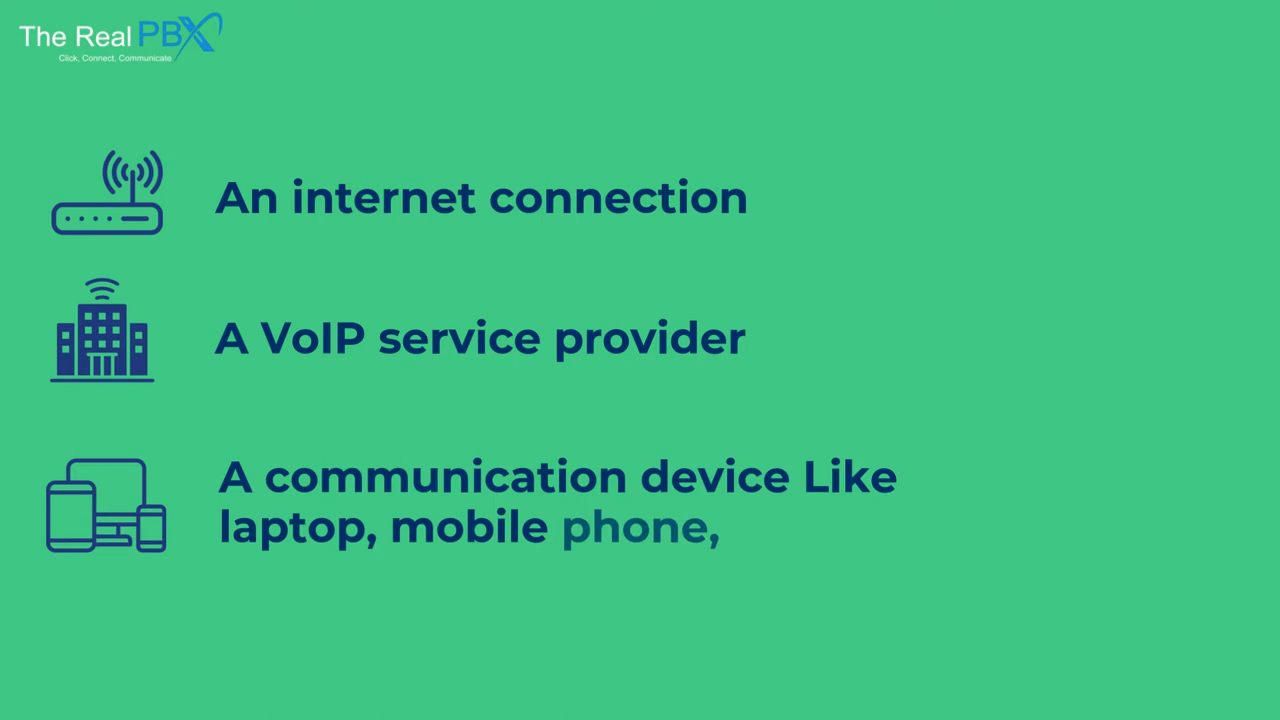 The Real PBX
Click, Connect, Communicate
An internet connection
A VoIP service provider
A communication device Like
laptop, mobile phone,